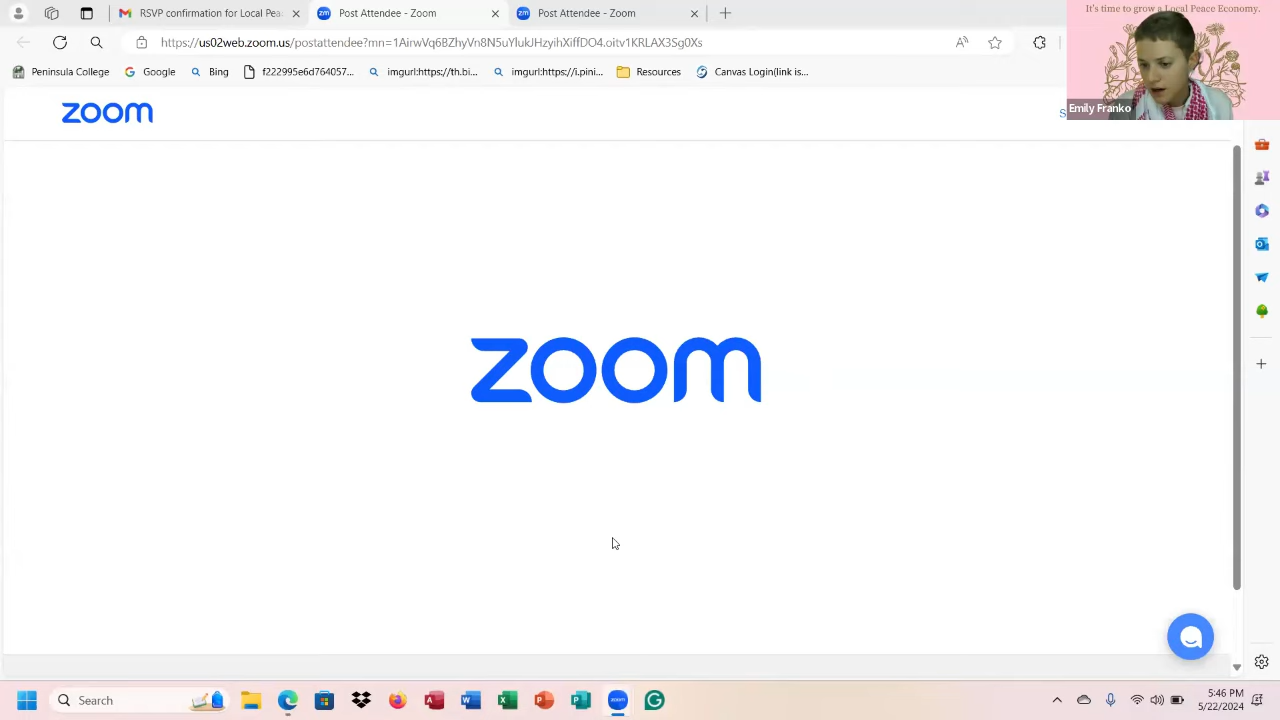 RSVP confirmation for Local Pea
Post Attendee - Zoom
Post Attendee - Zoom
It's time to grow a Local Peace Economy.
https://us02web.zoom.us/postattendee?mn=1AirwVq6BZhyVn8N5uYlukJHzyihXiffDO4.oitv1KRLAX3Sg0Xs
Peninsula College
Google
Bing
f222995e6d764057...
imgurl:https://th.bi...
imgurl:https://i.pini...
Resources
Canvas Login(link is...
Emily Franko
zoom
S
zoom
Search
zoom
5:46 PM
5/22/2024